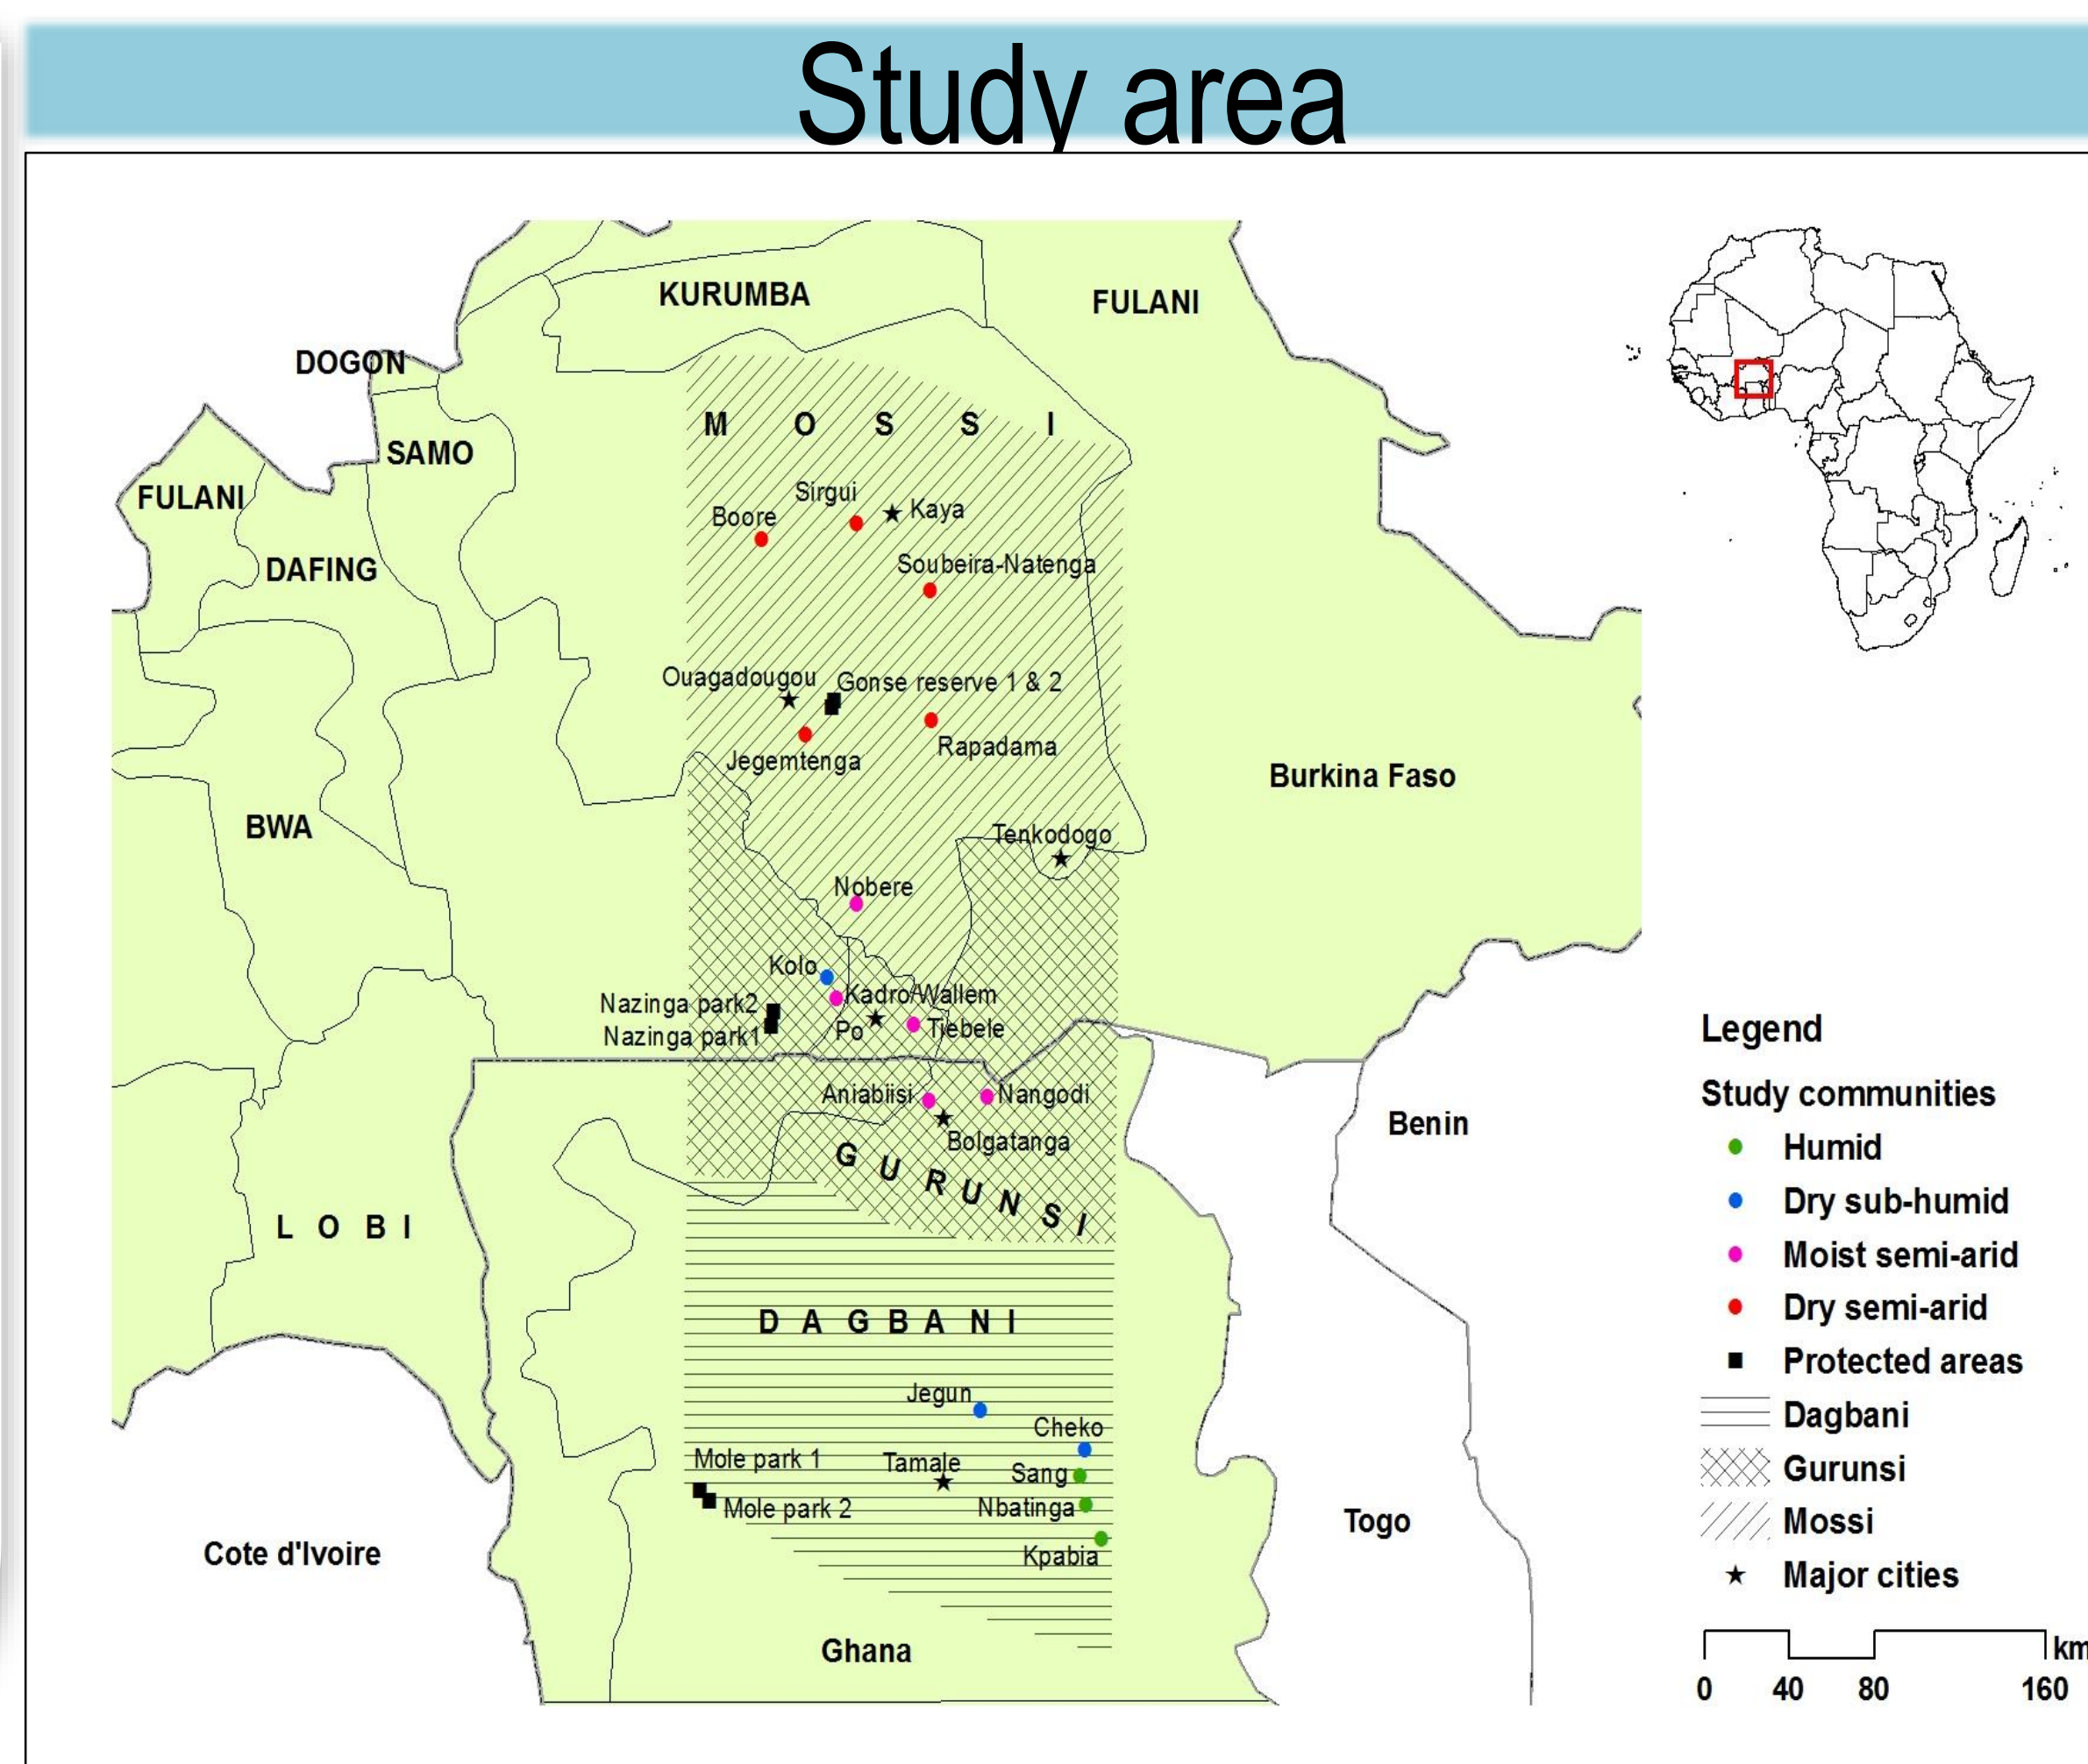 Study area
KURUMBA
FULANI
DOGON
SAMO
FULANI
DAFING
M O S S I
Sirgui
Kaya
Boore
Soubeira-Natenga
Ouagadougou
Gonse reserve 1 & 2
Jegemtenga
Rapadama
Burkina Faso
BWA
Tenkodogo
Nobere
Kolo
Kadro/Wallem
Nazinga park2
Nazinga park1
Po
Tiebele
Aniabiisi
Nangodi
Bolgatanga
G U R U N S I
Benin
L O B I
D A G B A N I
Jegun
Cheko
Mole park 1
Tamale
Sang
Mole park 2
Nbatinga
Kpabia
Togo
Cote d'Ivoire
Ghana
Legend
Study communities
Humid
Dry sub-humid
Moist semi-arid
Dry semi-arid
Protected areas
Dagbani
Gurunsi
Mossi
Major cities
km
0 40 80 160